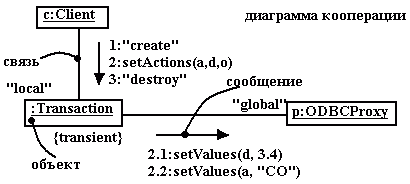 c:Client
диаграмма кооперации
1:"create"
2:setActions(a,d,o)
3:"destroy"
связь
сообщение
"local"
"global"
:Transaction
p:ODBCProxy
{transient}
объект
2.1:setValues(d, 3.4)
2.2:setValues(a, "CO")